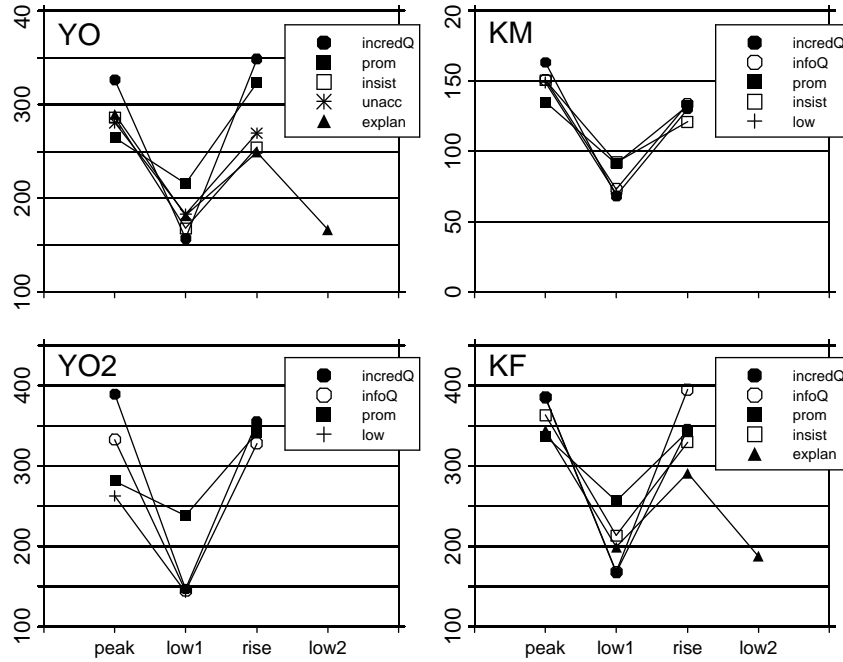 YO
incredQ
prom
insist
unacc
explan
40
300
200
100
KM
incredQ
infoQ
prom
insist
low
20
150
100
50
0
YO2
incredQ
infoQ
prom
low
400
300
200
100
peak low1 rise low2
KF
incredQ
infoQ
prom
insist
explan
400
300
200
100
peak low1 rise low2